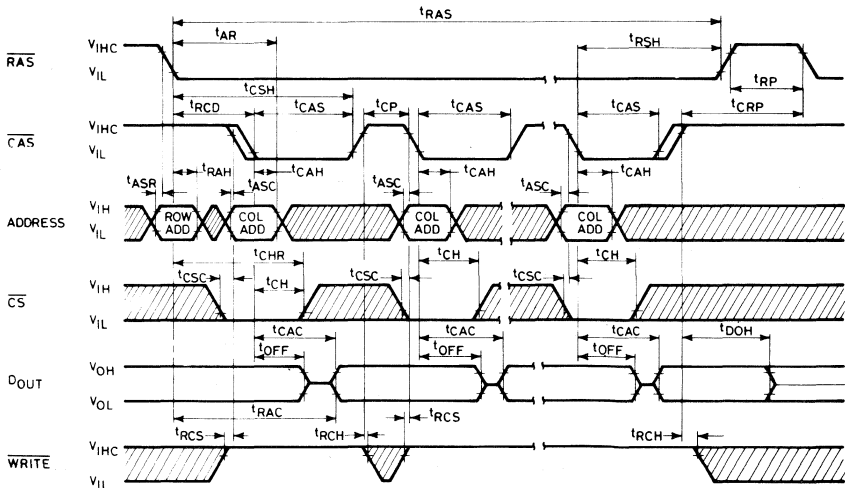 tRAS
tAR
tRSH
VIHC
RAS
VIL
tRP
tCSH
tRCD
tCAS
tCP
tCAS
tCAS
tCRP
VIHC
CAS
VIL
tRAH
tCAH
tCAH
tCAH
tASR
tASC
tASC
tASC
VIH
ADDRESS
VIL
ROW ADD
COL ADD
COL ADD
COL ADD
tCHR
tCSC
tCH
tCSC
tCH
tCSC
tCH
VIH
CS
VIL
tCAC
tCAC
tCAC
tDOH
tOFF
tOFF
tOFF
VOH
DOUT
VOL
tRAC
tRCS
tRCS
tRCH
tRCH
VIHC
WRITE
VIL